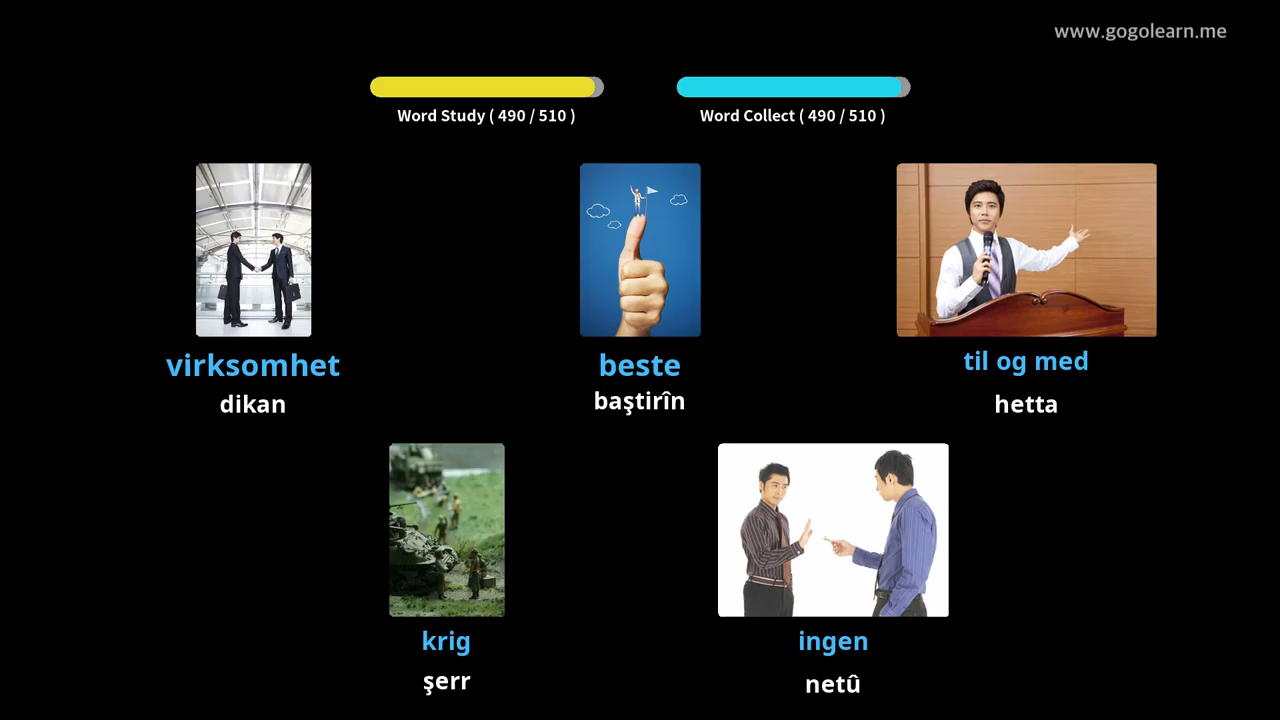 www.gogolearn.me
Word Study ( 490 / 510 )
Word Collect ( 490 / 510 )
virksomhet
dikan
beste
baştirîn
til og med
hetta
krig
şerr
ingen
netû